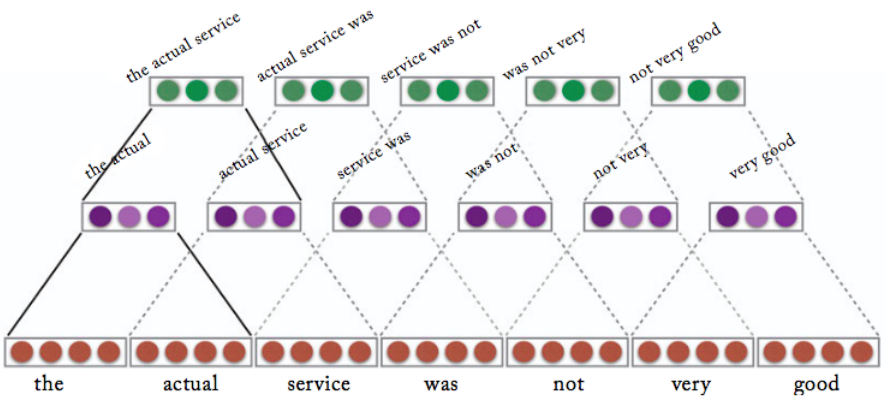 the actual service
actual service was
service was not
was not very
not very good
the actual
actual service
service was
was not
not very
very good
the actual service was not very good